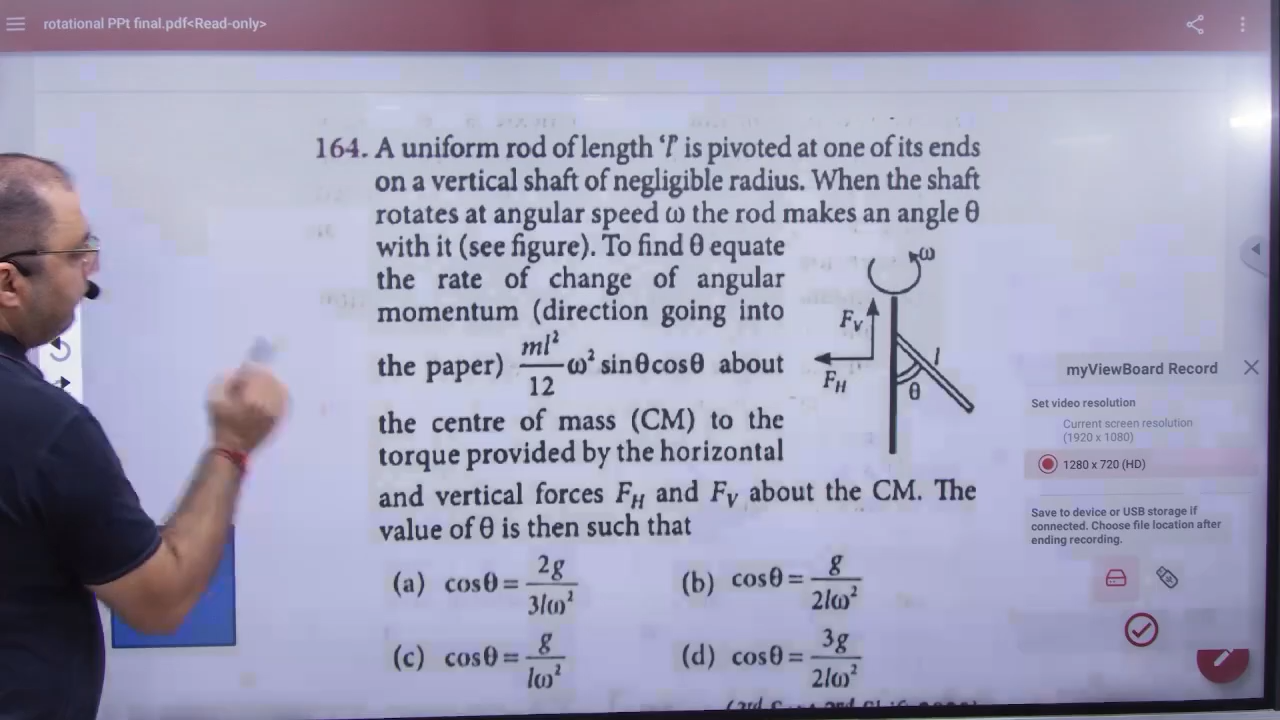 rotational PPt final.pdf<Read-only>
164. A uniform rod of length 'l' is pivoted at one of its ends
on a vertical shaft of negligible radius. When the shaft
rotates at angular speed ω the rod makes an angle θ
with it (see figure). To find θ equate
the rate of change of angular
momentum (direction going into
the paper) ml²/12 ω² sinθcosθ about
the centre of mass (CM) to the
torque provided by the horizontal
and vertical forces F_H and F_V about the CM. The
value of θ is then such that
ω
F_V
F_H
l
θ
(a) cosθ = 2g/3lω² (b) cosθ = g/2lω²
(c) cosθ = g/lω² (d) cosθ = 3g/2lω²
myViewBoard Record
Set video resolution
Current screen resolution
(1920 x 1080)
1280 x 720 (HD)
Save to device or USB storage if
connected. Choose file location after
ending recording.